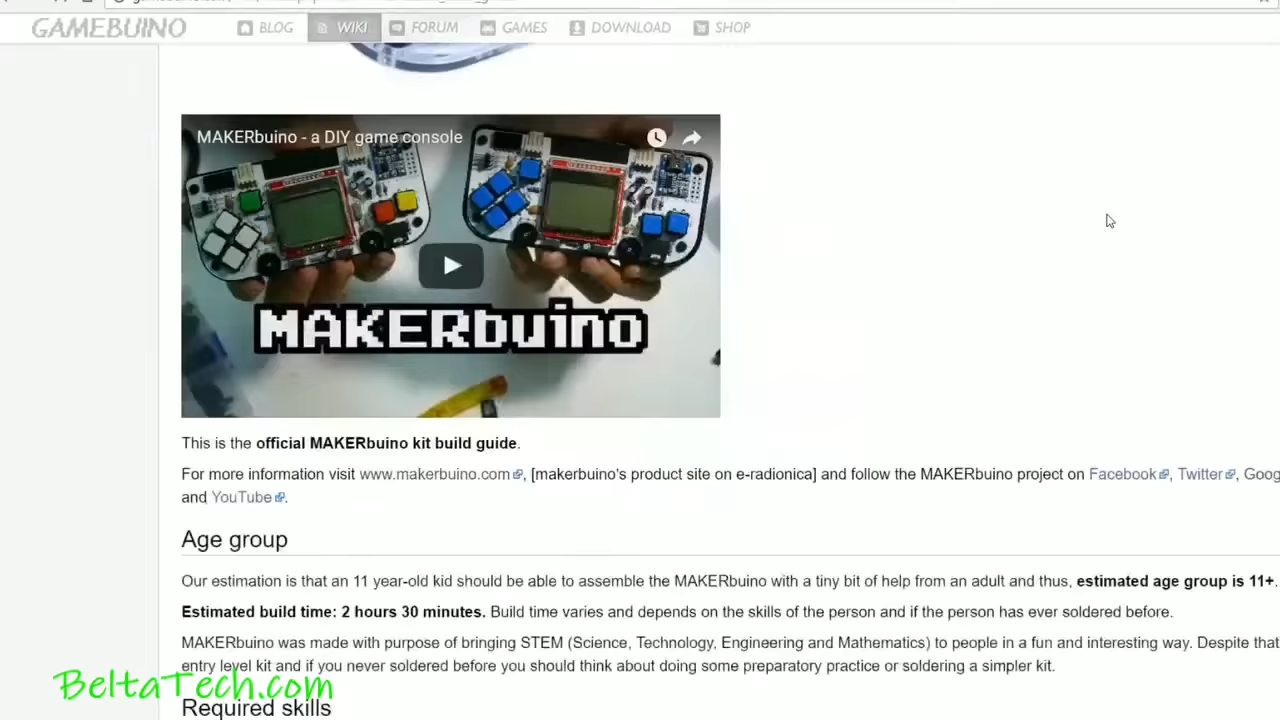 GAMEBUINO BLOG WIKI FORUM GAMES DOWNLOAD SHOP
MAKERbuino - a DIY game console
MAKERbuino
This is the official MAKERbuino kit build guide.
For more information visit www.makerbuino.com, [makerbuino's product site on e-radionica] and follow the MAKERbuino project on Facebook, Twitter, Goog
and YouTube.
Age group
Our estimation is that an 11 year-old kid should be able to assemble the MAKERbuino with a tiny bit of help from an adult and thus, estimated age group is 11+.
Estimated build time: 2 hours 30 minutes. Build time varies and depends on the skills of the person and if the person has ever soldered before.
MAKERbuino was made with purpose of bringing STEM (Science, Technology, Engineering and Mathematics) to people in a fun and interesting way. Despite that
entry level kit and if you never soldered before you should think about doing some preparatory practice or soldering a simpler kit.
BeltaTech.com
Required skills